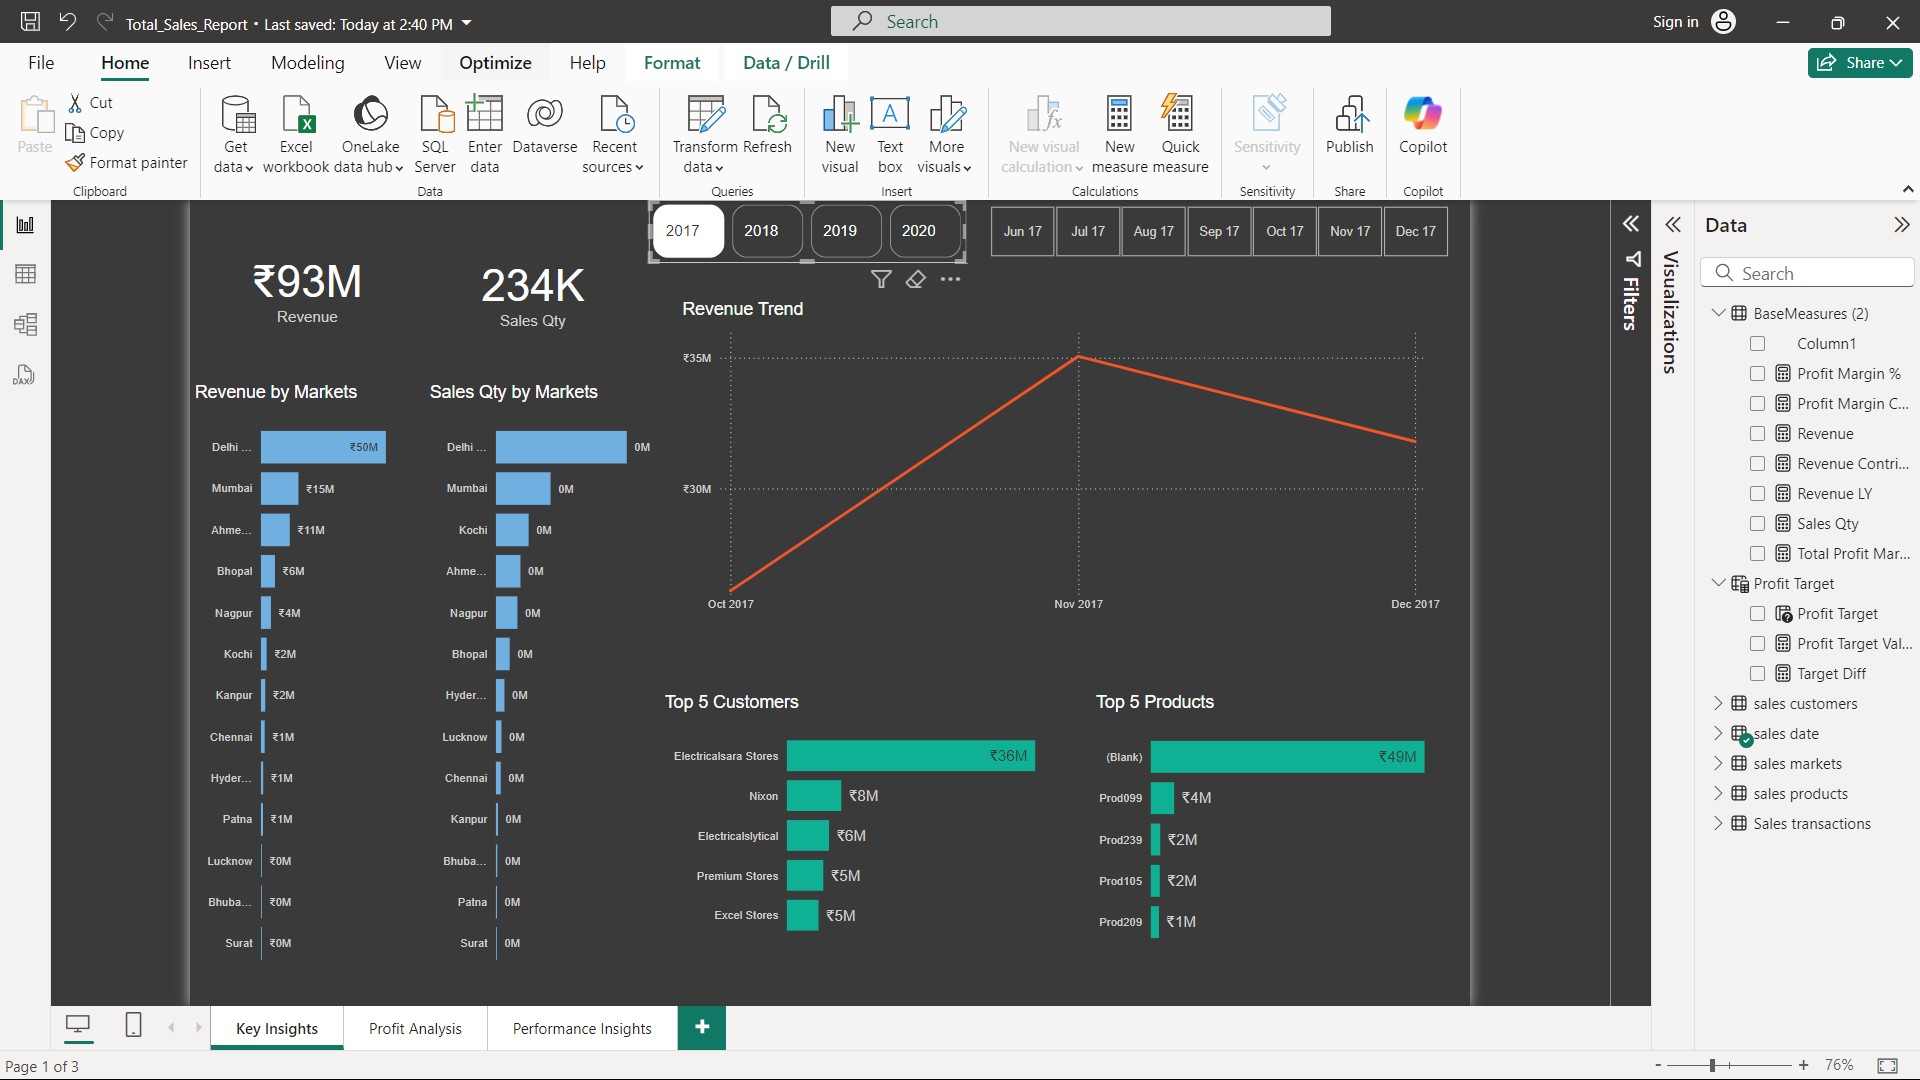 Total_Sales_Report • Last saved: Today at 2:40 PM
Search
Sign in
File
Home
Insert
Modeling
View
Optimize
Help
Format
Data / Drill
Share
Paste
Cut
Copy
Format painter
Clipboard
Get data
Excel workbook
OneLake data hub
SQL Server
Enter data
Dataverse
Recent sources
Data
Transform data
Refresh
Queries
New visual
Text box
More visuals
Insert
New visual calculation
New measure
Quick measure
Calculations
Sensitivity
Sensitivity
Publish
Share
Copilot
Copilot
2017
2018
2019
2020
Jun 17
Jul 17
Aug 17
Sep 17
Oct 17
Nov 17
Dec 17
₹93M
Revenue
234K
Sales Qty
Revenue Trend
₹35M
₹30M
Oct 2017
Nov 2017
Dec 2017
Revenue by Markets
Delhi ... ₹50M
Mumbai ₹15M
Ahme... ₹11M
Bhopal ₹6M
Nagpur ₹4M
Kochi ₹2M
Kanpur ₹2M
Chennai ₹1M
Hyder... ₹1M
Patna ₹1M
Lucknow ₹0M
Bhuba... ₹0M
Surat ₹0M
Sales Qty by Markets
Delhi ... 0M
Mumbai 0M
Kochi 0M
Ahme... 0M
Nagpur 0M
Bhopal 0M
Hyder... 0M
Lucknow 0M
Chennai 0M
Kanpur 0M
Bhuba... 0M
Patna 0M
Surat 0M
Top 5 Customers
Electricalsara Stores ₹36M
Nixon ₹8M
Electricalslytical ₹6M
Premium Stores ₹5M
Excel Stores ₹5M
Top 5 Products
(Blank) ₹49M
Prod099 ₹4M
Prod239 ₹2M
Prod105 ₹2M
Prod209 ₹1M
Filters
Visualizations
Data
Search
BaseMeasures (2)
Column1
Profit Margin %
Profit Margin C...
Revenue
Revenue Contri...
Revenue LY
Sales Qty
Total Profit Mar...
Profit Target
Profit Target
Profit Target Val...
Target Diff
sales customers
sales date
sales markets
sales products
Sales transactions
DAX
Key Insights
Profit Analysis
Performance Insights
+
Page 1 of 3
- + 76%